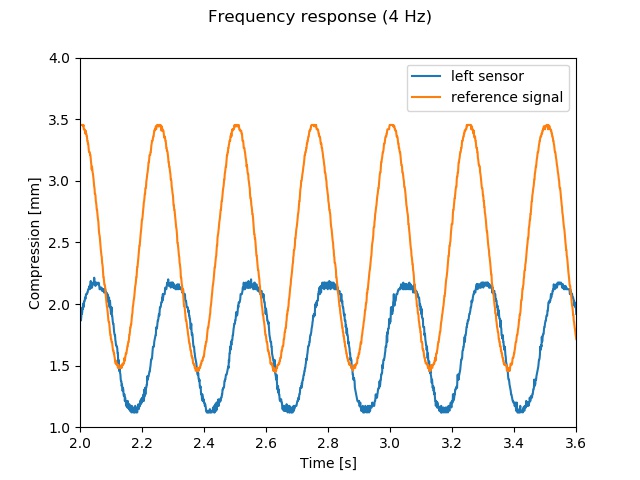 Frequency response (4 Hz)
4.0
3.5
3.0
2.5
2.0
1.5
1.0
Compression [mm]
left sensor
reference signal
2.0 2.2 2.4 2.6 2.8 3.0 3.2 3.4 3.6
Time [s]